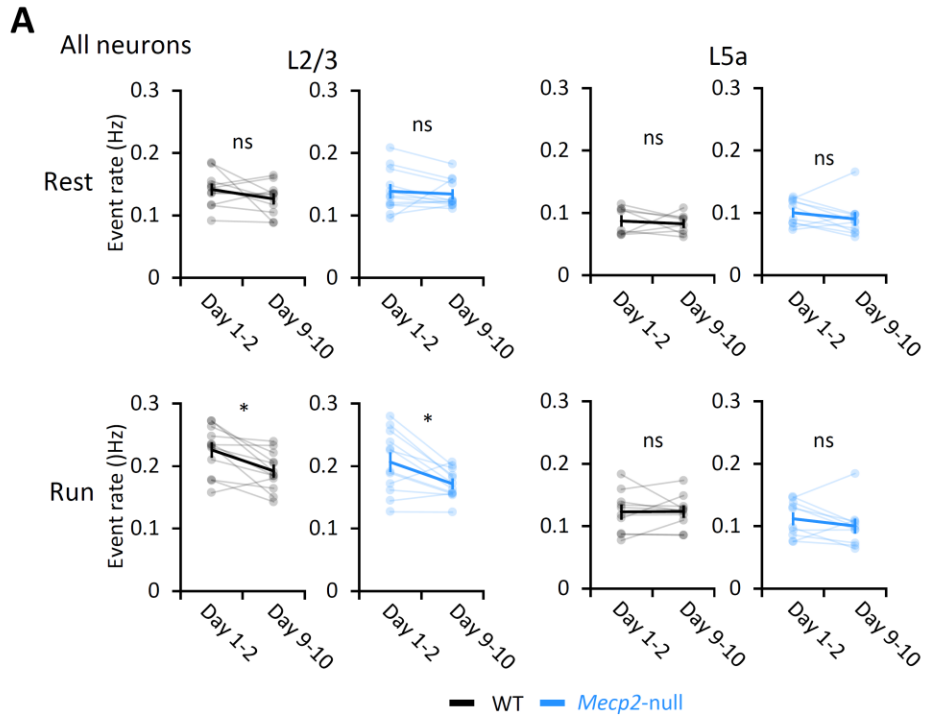 A
All neurons
L2/3
L5a
Rest
Event rate (Hz)
0.3
0.2
0.1
0
ns
Day 1-2
Day 9-10
0.3
0.2
0.1
0
ns
Day 1-2
Day 9-10
0.3
0.2
0.1
0
ns
Day 1-2
Day 9-10
0.3
0.2
0.1
0
ns
Day 1-2
Day 9-10
Run
Event rate ()Hz)
0.3
0.2
0.1
0
*
Day 1-2
Day 9-10
0.3
0.2
0.1
0
*
Day 1-2
Day 9-10
0.3
0.2
0.1
0
ns
Day 1-2
Day 9-10
0.3
0.2
0.1
0
ns
Day 1-2
Day 9-10
WT
Mecp2-null